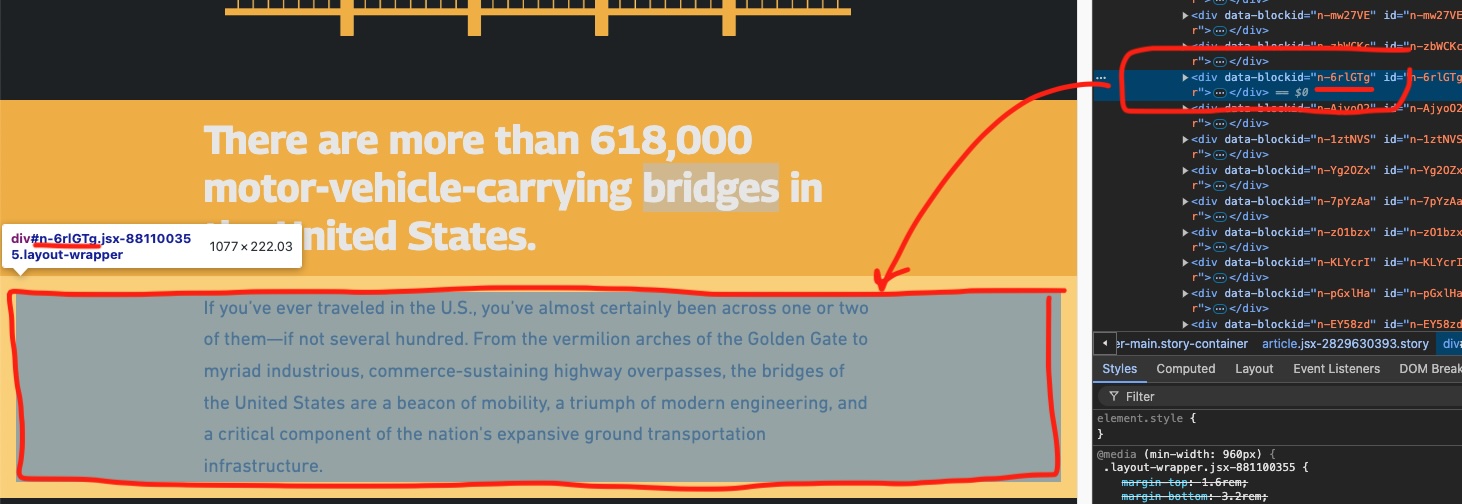 There are more than 618,000
motor-vehicle-carrying bridges in
the United States.
div#n-6rlGTg.jsx-88110035
5.layout-wrapper
1077 × 222.03
If you've ever traveled in the U.S., you've almost certainly been across one or two
of them—if not several hundred. From the vermilion arches of the Golden Gate to
myriad industrious, commerce-sustaining highway overpasses, the bridges of
the United States are a beacon of mobility, a triumph of modern engineering, and
a critical component of the nation's expansive ground transportation
infrastructure.
<div data-blockid="n-mw27VE" id="n-mw27VE
r">…</div>
<div data-blockid="n-zbWCKc" id="n-zbWCKc
r">…</div>
<div data-blockid="n-6rlGTg" id="n-6rlGTg
r">…</div> == $0
<div data-blockid="n-AjyoO2" id="n-AjyoO2
r">…</div>
<div data-blockid="n-1ztNVS" id="n-1ztNVS
r">…</div>
<div data-blockid="n-Yg2OZx" id="n-Yg2OZx
r">…</div>
<div data-blockid="n-7pYzAa" id="n-7pYzAa
r">…</div>
<div data-blockid="n-zO1bzx" id="n-zO1bzx
r">…</div>
<div data-blockid="n-KLYcrI" id="n-KLYcrI
r">…</div>
<div data-blockid="n-pGxlHa" id="n-pGxlHa
r">…</div>
<div data-blockid="n-EY58zd" id="n-EY58zd
er-main.story-container article.jsx-2829630393.story div#
Styles Computed Layout Event Listeners DOM Break
Filter
element.style {
}
@media (min-width: 960px) {
.layout-wrapper.jsx-881100355 {
margin-top: 1.6rem;
margin-bottom: 3.2rem;